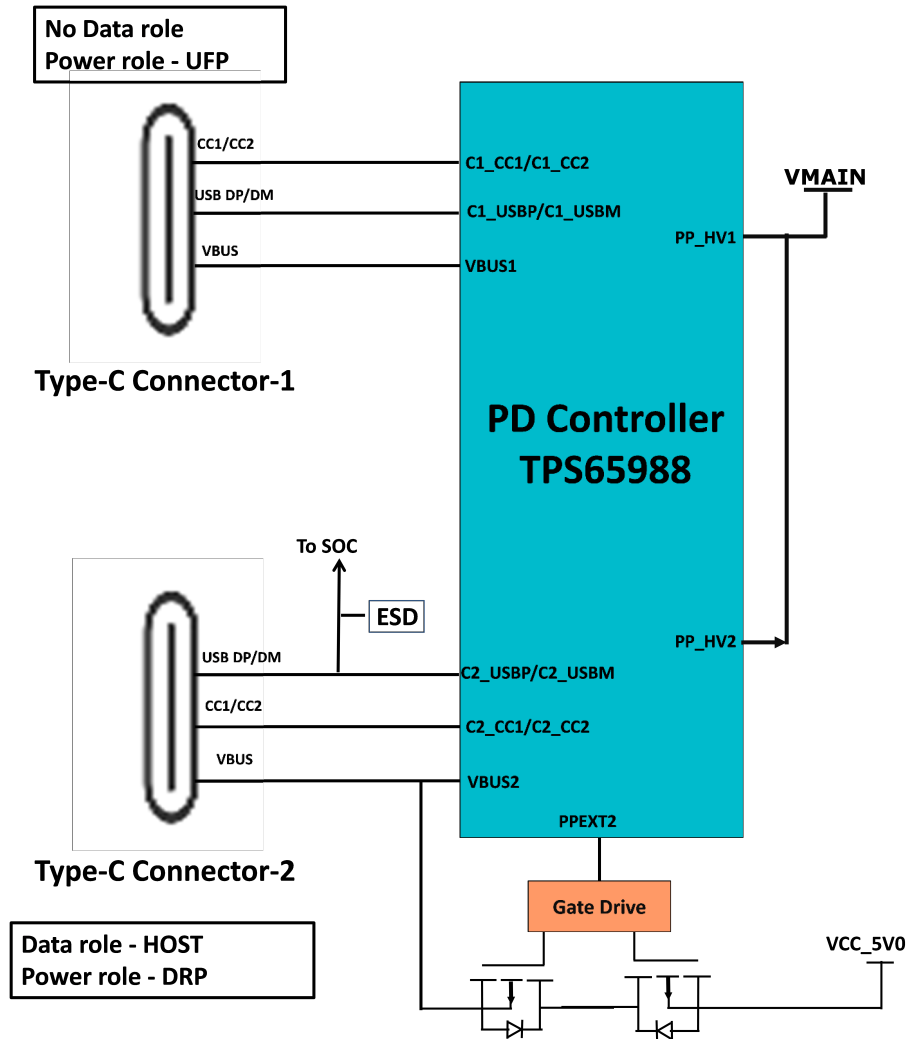 No Data role
Power role - UFP
CC1/CC2
C1_CC1/C1_CC2
VMAIN
USB DP/DM
C1_USBP/C1_USBM
PP_HV1
VBUS
VBUS1
Type-C Connector-1
PD Controller
TPS65988
To SOC
ESD
PP_HV2
USB DP/DM
C2_USBP/C2_USBM
CC1/CC2
C2_CC1/C2_CC2
VBUS
VBUS2
PPEXT2
Type-C Connector-2
Gate Drive
Data role - HOST
Power role - DRP
VCC_5V0